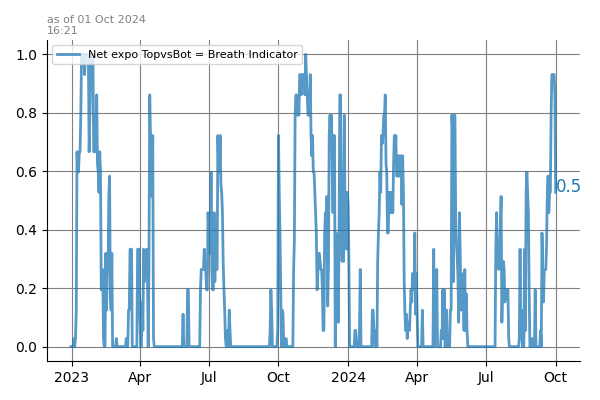 as of 01 Oct 2024
16:21
Net expo TopvsBot = Breath Indicator
1.0
0.8
0.6
0.4
0.2
0.0
0.5
2023 Apr Jul Oct 2024 Apr Jul Oct